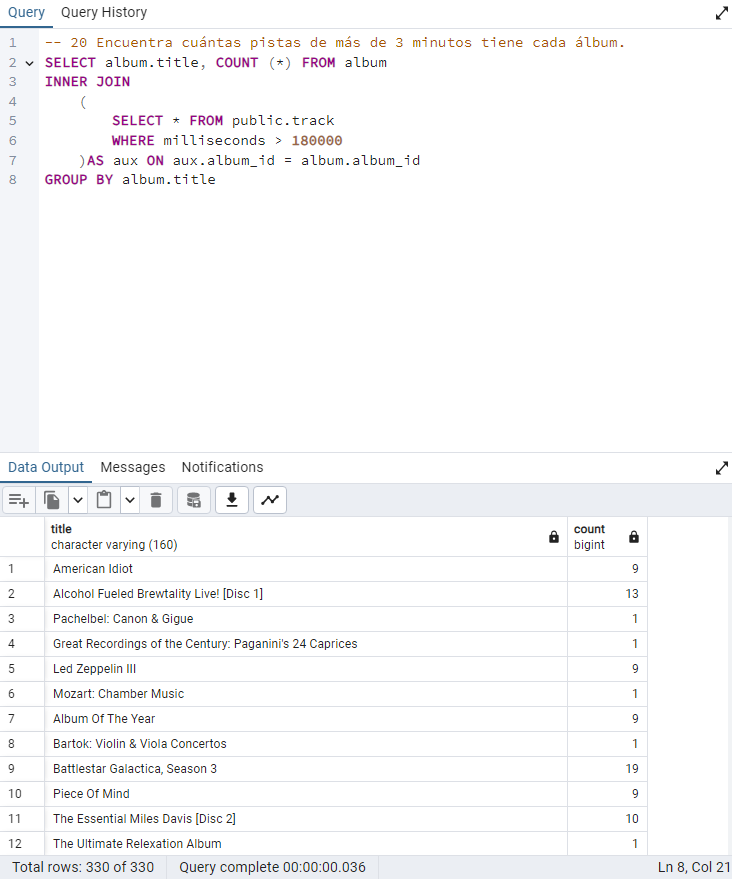 Query Query History
1 -- 20 Encuentra cuántas pistas de más de 3 minutos tiene cada álbum.
2 SELECT album.title, COUNT (*) FROM album
3 INNER JOIN
4 (
5 SELECT * FROM public.track
6 WHERE milliseconds > 180000
7 )AS aux ON aux.album_id = album.album_id
8 GROUP BY album.title
Data Output Messages Notifications
title count
character varying (160) bigint
1 American Idiot 9
2 Alcohol Fueled Brewtality Live! [Disc 1] 13
3 Pachelbel: Canon & Gigue 1
4 Great Recordings of the Century: Paganini's 24 Caprices 1
5 Led Zeppelin III 9
6 Mozart: Chamber Music 1
7 Album Of The Year 9
8 Bartok: Violin & Viola Concertos 1
9 Battlestar Galactica, Season 3 19
10 Piece Of Mind 9
11 The Essential Miles Davis [Disc 2] 10
12 The Ultimate Relexation Album 1
Total rows: 330 of 330 Query complete 00:00:00.036 Ln 8, Col 21